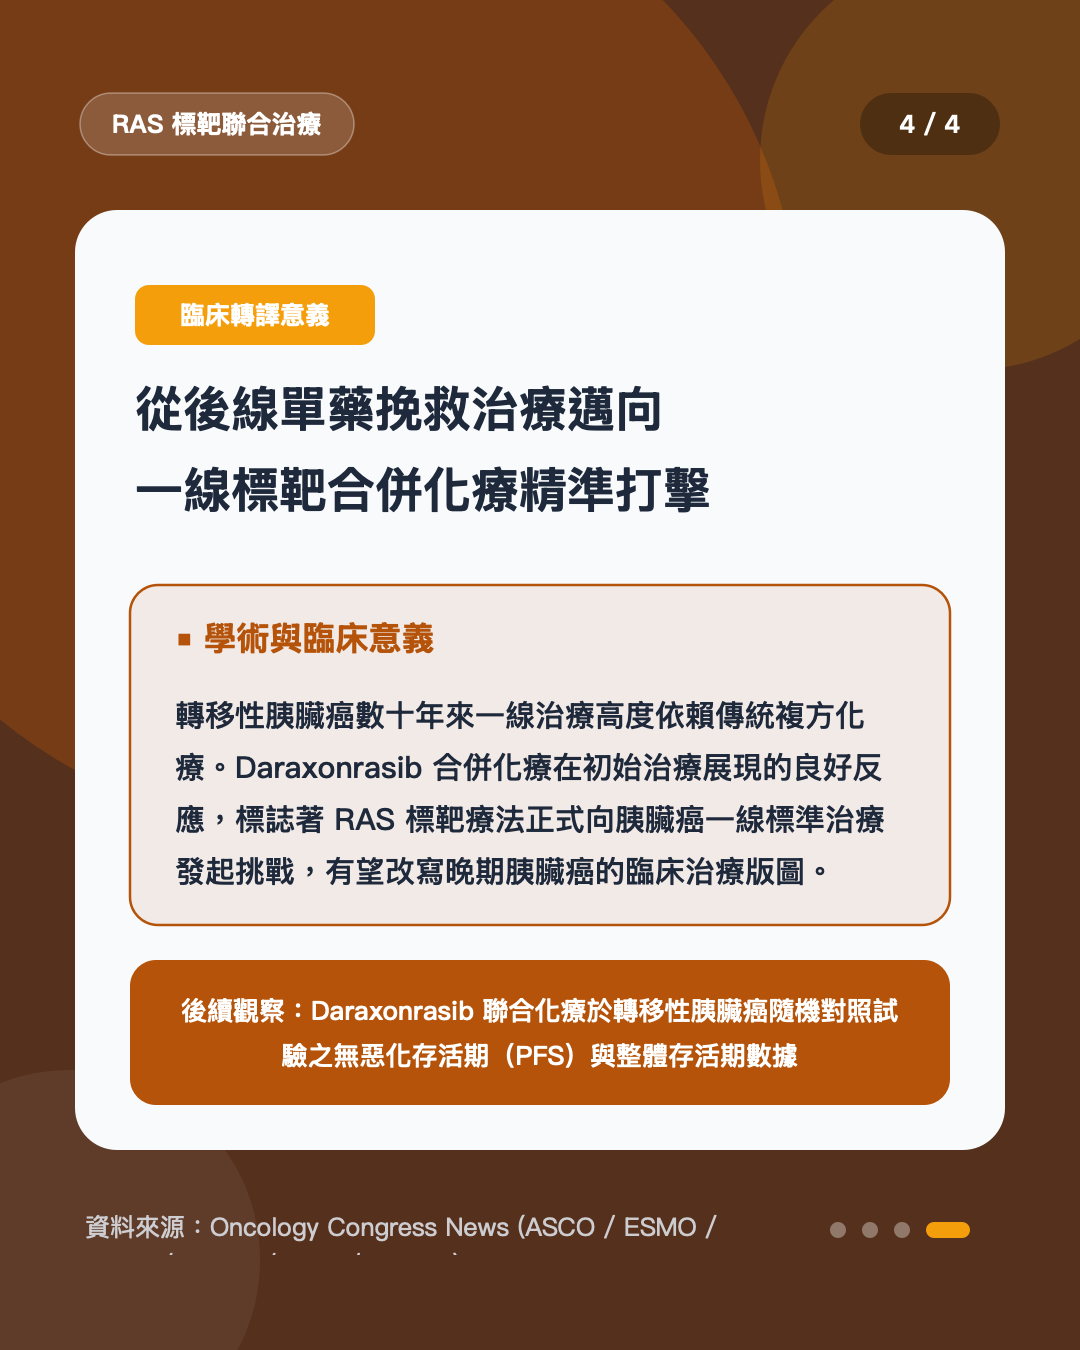 RAS 標靶聯合治療
4 / 4
臨床轉譯意義
從後線單藥挽救治療邁向
一線標靶合併化療精準打擊
▪ 學術與臨床意義
轉移性胰臟癌數十年來一線治療高度依賴傳統複方化
療。Daraxonrasib 合併化療在初始治療展現的良好反
應，標誌著 RAS 標靶療法正式向胰臟癌一線標準治療
發起挑戰，有望改寫晚期胰臟癌的臨床治療版圖。
後續觀察：Daraxonrasib 聯合化療於轉移性胰臟癌隨機對照試
驗之無惡化存活期（PFS）與整體存活期數據
資料來源：Oncology Congress News (ASCO / ESMO /